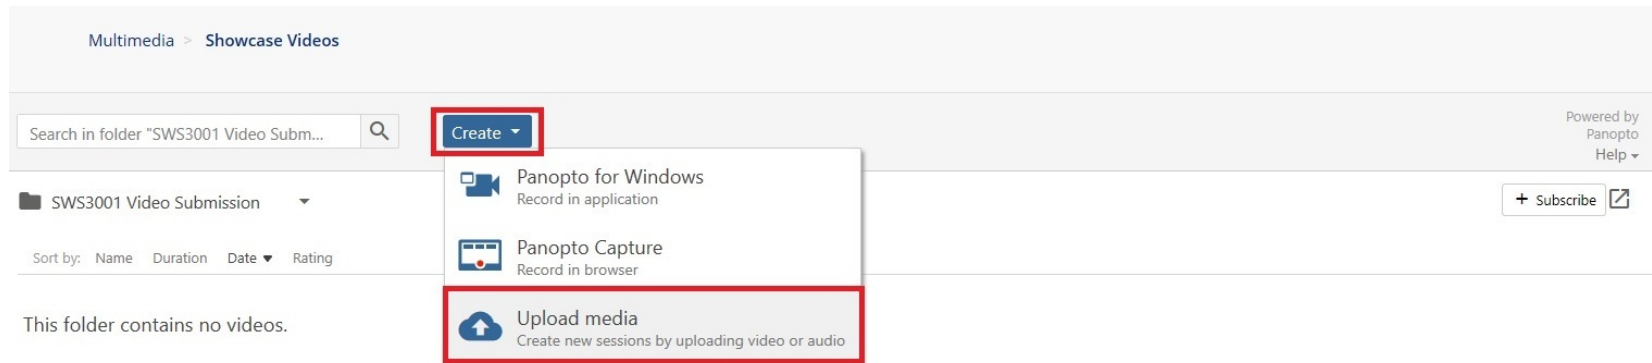 Multimedia > Showcase Videos
Search in folder "SWS3001 Video Subm...
Create
Powered by
Panopto
Help
Panopto for Windows
Record in application
SWS3001 Video Submission
+ Subscribe
Panopto Capture
Record in browser
Sort by: Name Duration Date Rating
Upload media
Create new sessions by uploading video or audio
This folder contains no videos.